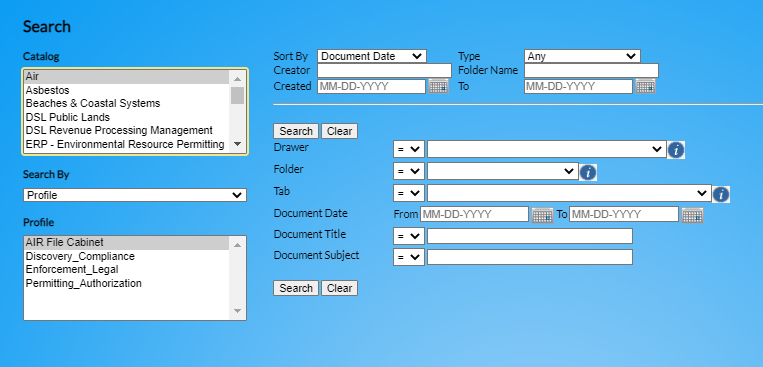 Search
Catalog
Air
Asbestos
Beaches & Coastal Systems
DSL Public Lands
DSL Revenue Processing Management
ERP - Environmental Resource Permitting
Search By
Profile
Profile
AIR File Cabinet
Discovery_Compliance
Enforcement_Legal
Permitting_Authorization
Sort By Document Date Type Any
Creator Folder Name
Created MM-DD-YYYY To MM-DD-YYYY
Search Clear
Drawer = i
Folder = i
Tab = i
Document Date From MM-DD-YYYY To MM-DD-YYYY
Document Title =
Document Subject =
Search Clear